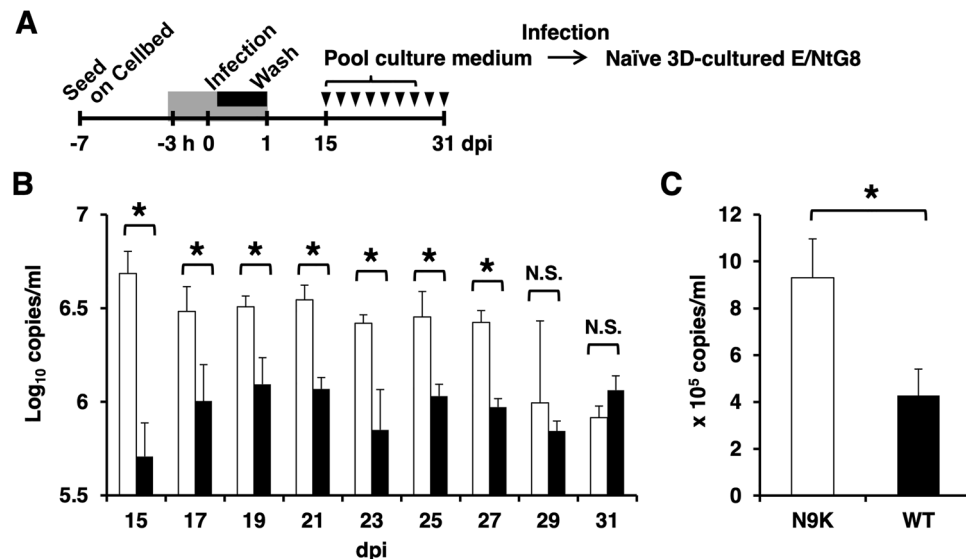 A
Seed
on Cellbed
Infection
Wash
Infection
Pool culture medium → Naïve 3D-cultured E/NtG8
-7 -3 h 0 1 dpi 15 31 dpi
B
Log10 copies/ml
7
6.5
6
5.5
* * * * * * * N.S. N.S.
15 17 19 21 23 25 27 29 31
dpi
C
x 10⁵ copies/ml
12
10
8
6
4
2
0
*
N9K WT